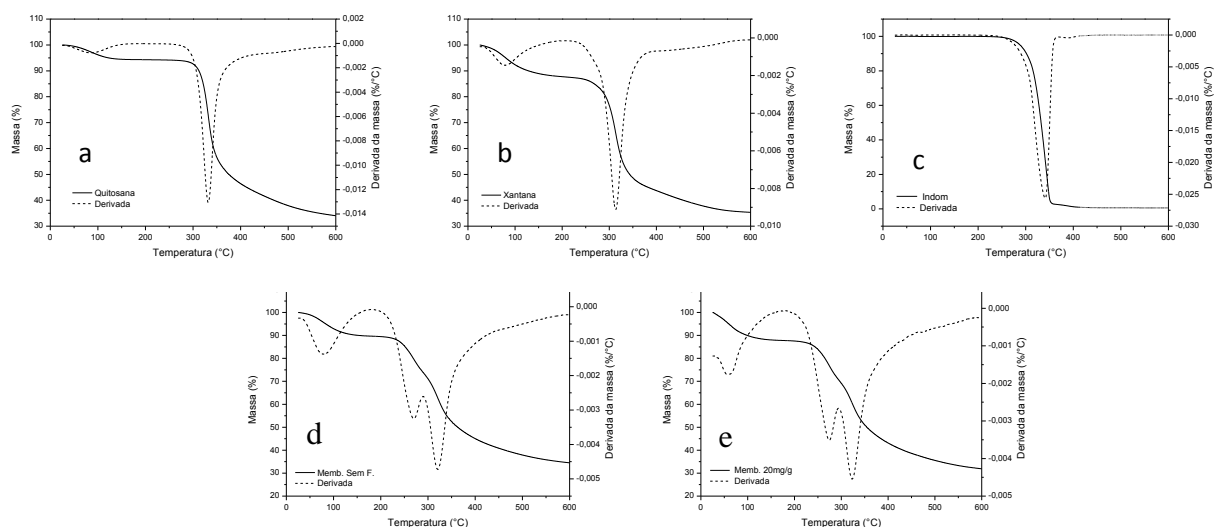 110
100
90
80
70
60
50
40
30
Massa (%)
a
Quitosana
Derivada
0,002
0,000
-0,002
-0,004
-0,006
-0,008
-0,010
-0,012
-0,014
Derivada da massa (%/°C)
0 100 200 300 400 500 600
Temperatura (°C)
110
100
90
80
70
60
50
40
30
Massa (%)
b
Xantana
Derivada
0,000
-0,002
-0,004
-0,006
-0,008
-0,010
Derivada da massa (%/°C)
0 100 200 300 400 500 600
Temperatura (°C)
100
80
60
40
20
0
Massa (%)
c
Indom
Derivada
0,000
-0,005
-0,010
-0,015
-0,020
-0,025
-0,030
Derivada da massa (%/°C)
0 100 200 300 400 500 600
Temperatura (°C)
100
90
80
70
60
50
40
30
20
Massa (%)
d
Memb. Sem F.
Derivada
0,000
-0,001
-0,002
-0,003
-0,004
-0,005
Derivada da massa (%/°C)
0 100 200 300 400 500 600
Temperatura (°C)
100
90
80
70
60
50
40
30
20
Massa (%)
e
Memb. 20mg/g
Derivada
0,000
-0,001
-0,002
-0,003
-0,004
-0,005
Derivada da massa (%/°C)
0 100 200 300 400 500 600
Temperatura (°C)